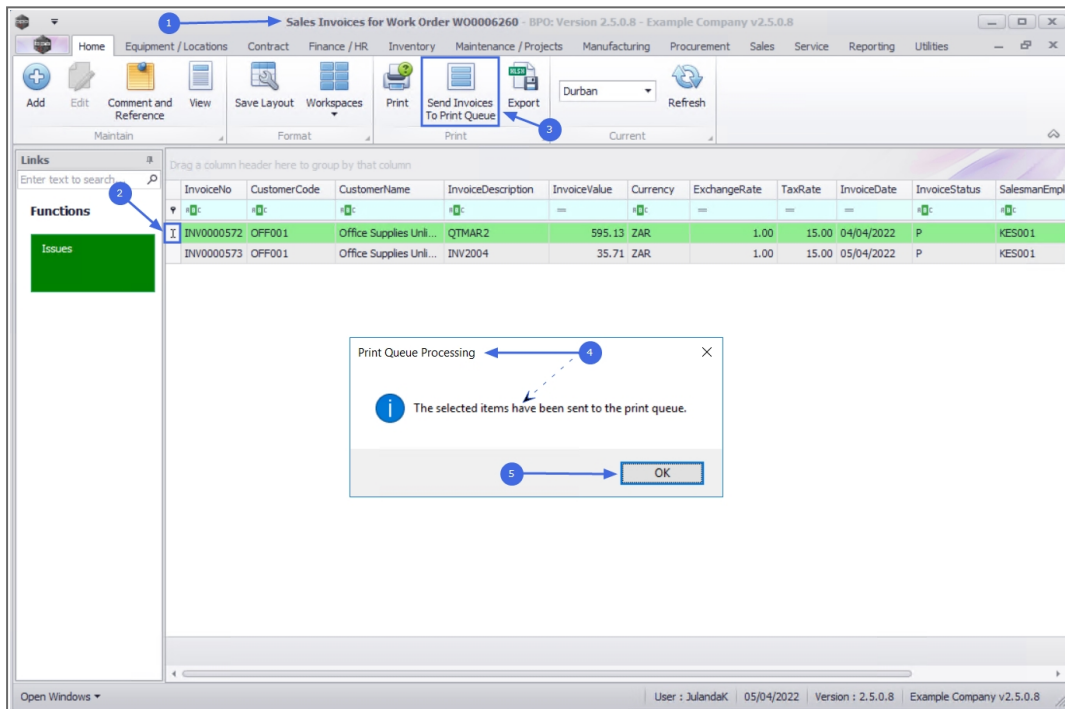 1
Sales Invoices for Work Order WO0006260 - BPO: Version 2.5.0.8 - Example Company v2.5.0.8
Home Equipment / Locations Contract Finance / HR Inventory Maintenance / Projects Manufacturing Procurement Sales Service Reporting Utilities
Add Edit Comment and Reference View Save Layout Workspaces Print Send Invoices To Print Queue Export Durban Refresh
3
Maintain Format Print Current
Links
Drag a column header here to group by that column
Enter text to search...
2
InvoiceNo CustomerCode CustomerName InvoiceDescription InvoiceValue Currency ExchangeRate TaxRate InvoiceDate InvoiceStatus SalesmanEmpl
Functions
INV0000572 OFF001 Office Supplies Unli... QTMAR2 595.13 ZAR 1.00 15.00 04/04/2022 P KES001
Issues
INV0000573 OFF001 Office Supplies Unli... INV2004 35.71 ZAR 1.00 15.00 05/04/2022 P KES001
Print Queue Processing
4
The selected items have been sent to the print queue.
5
OK
Open Windows
User : JulandaK 05/04/2022 Version : 2.5.0.8 Example Company v2.5.0.8